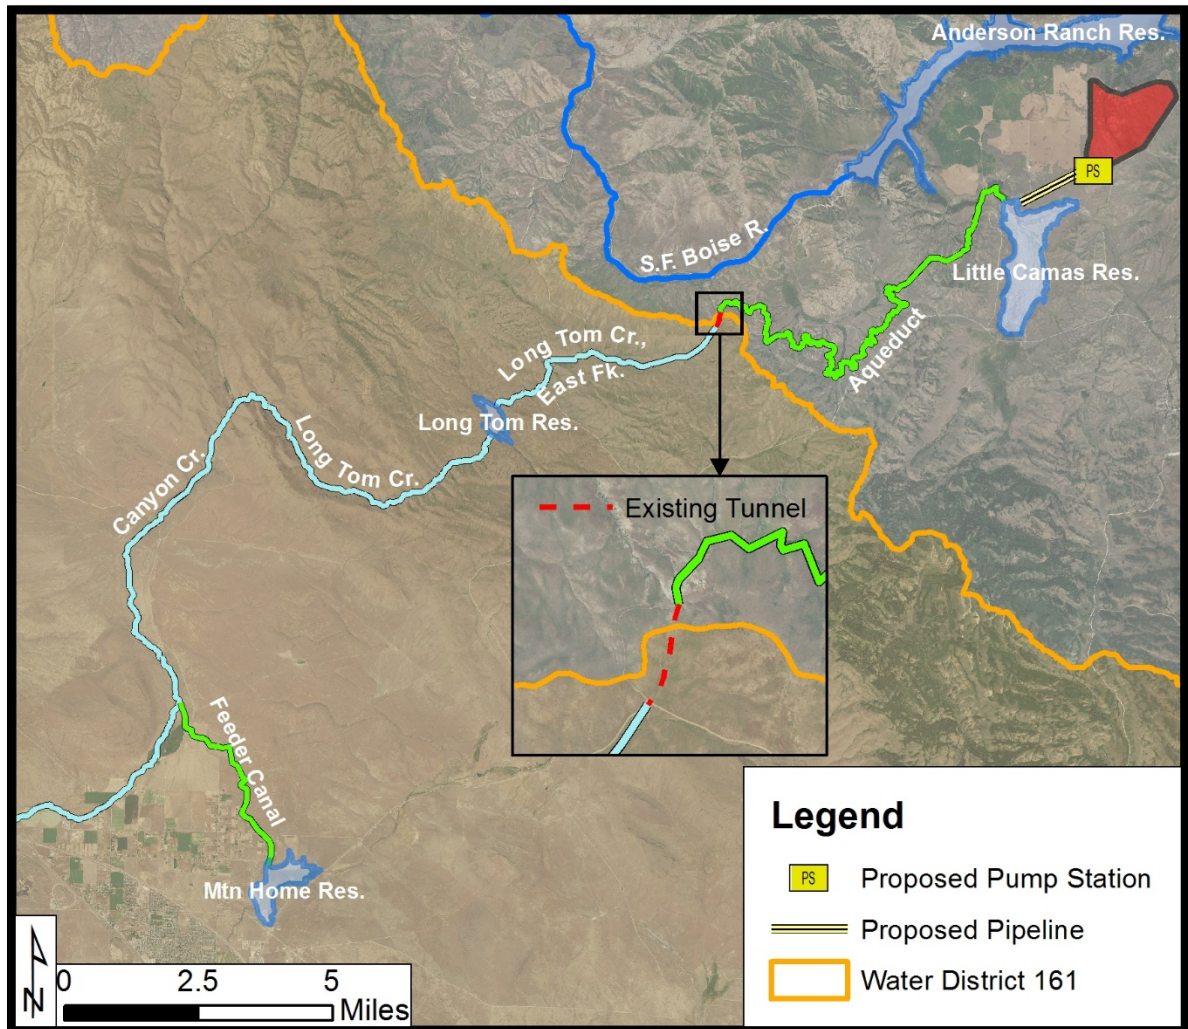 Anderson Ranch Res.
PS
S.F. Boise R.
Little Camas Res.
Aqueduct
Long Tom Cr.,
East Fk.
Long Tom Res.
Long Tom Cr.
Canyon Cr.
Existing Tunnel
Feeder Canal
Mtn Home Res.
Legend
PS Proposed Pump Station
Proposed Pipeline
Water District 161
N
0 2.5 5
Miles